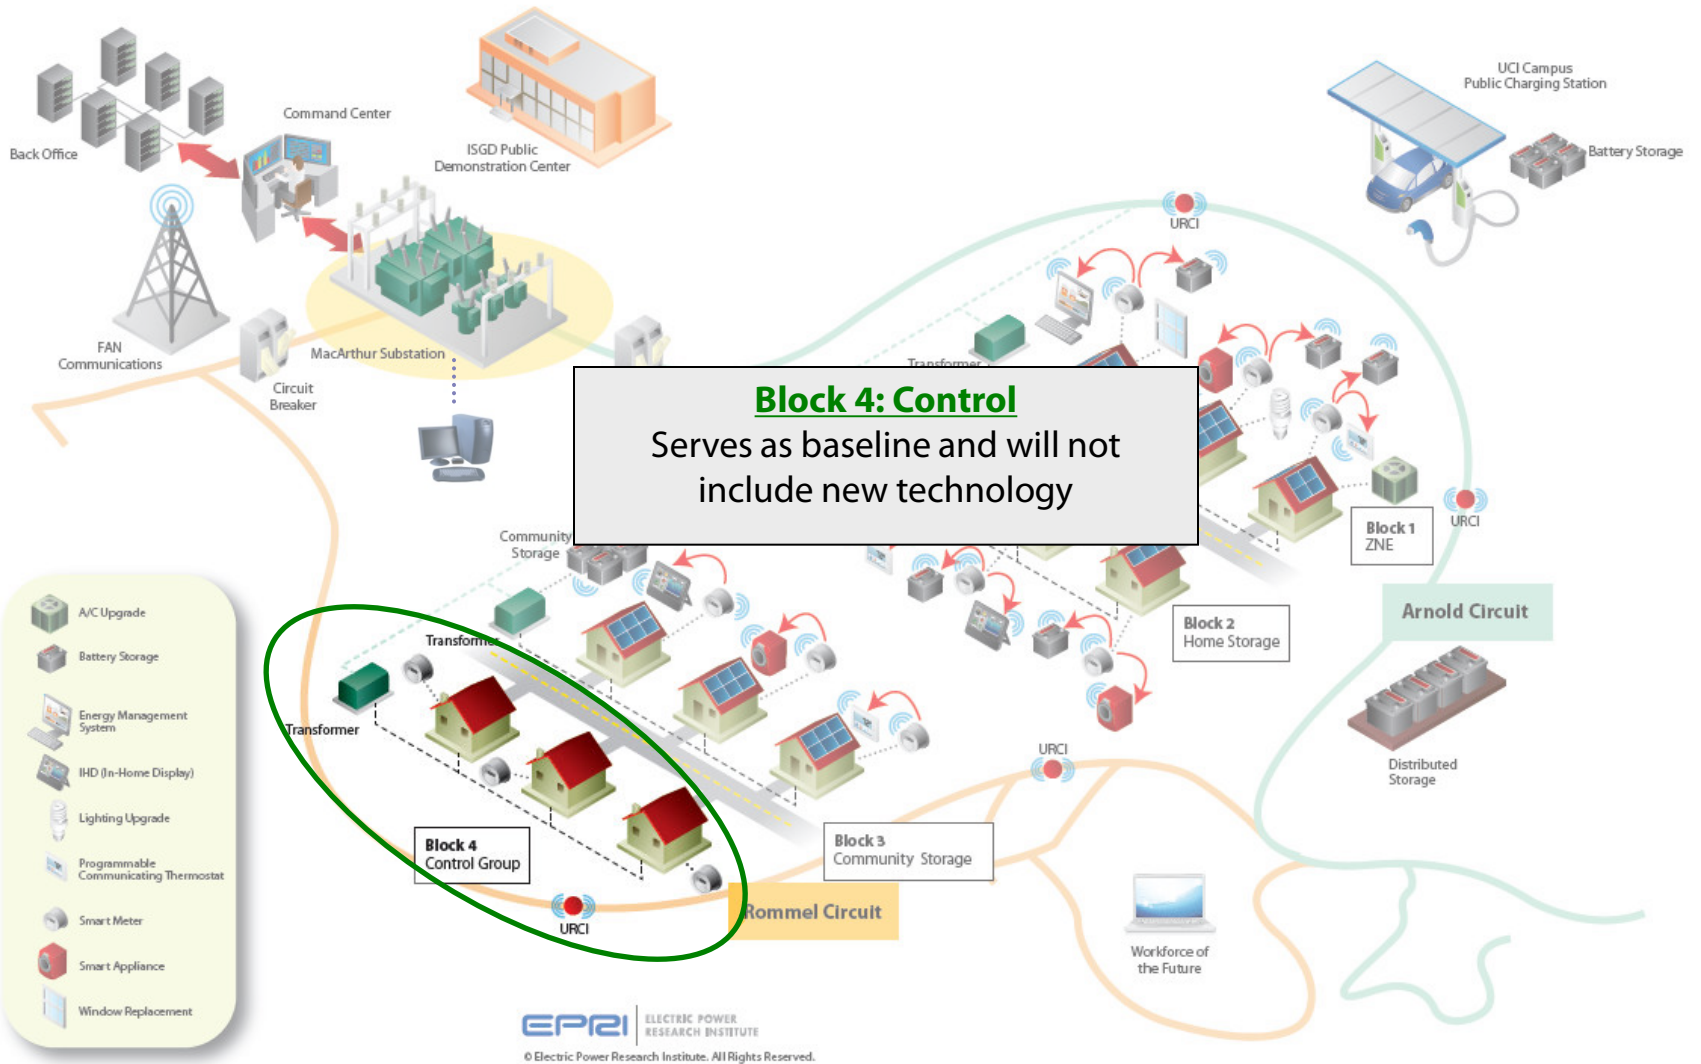 UCI Campus
Public Charging Station
Command Center
ISGD Public
Demonstration Center
Back Office
Battery Storage
URCI
FAN
Communications
MacArthur Substation
Circuit
Breaker
Transformer
Block 4: Control
Serves as baseline and will not
include new technology
Block 1
ZNE
URCI
Community
Storage
Arnold Circuit
Block 2
Home Storage
A/C Upgrade
Battery Storage
Energy Management
System
IHD (In-Home Display)
Lighting Upgrade
Programmable
Communicating Thermostat
Smart Meter
Smart Appliance
Window Replacement
Transformer
Transformer
URCI
Distributed
Storage
Block 4
Control Group
Block 3
Community Storage
Rommel Circuit
URCI
Workforce of
the Future
EPRI
ELECTRIC POWER
RESEARCH INSTITUTE
© Electric Power Research Institute. All Rights Reserved.